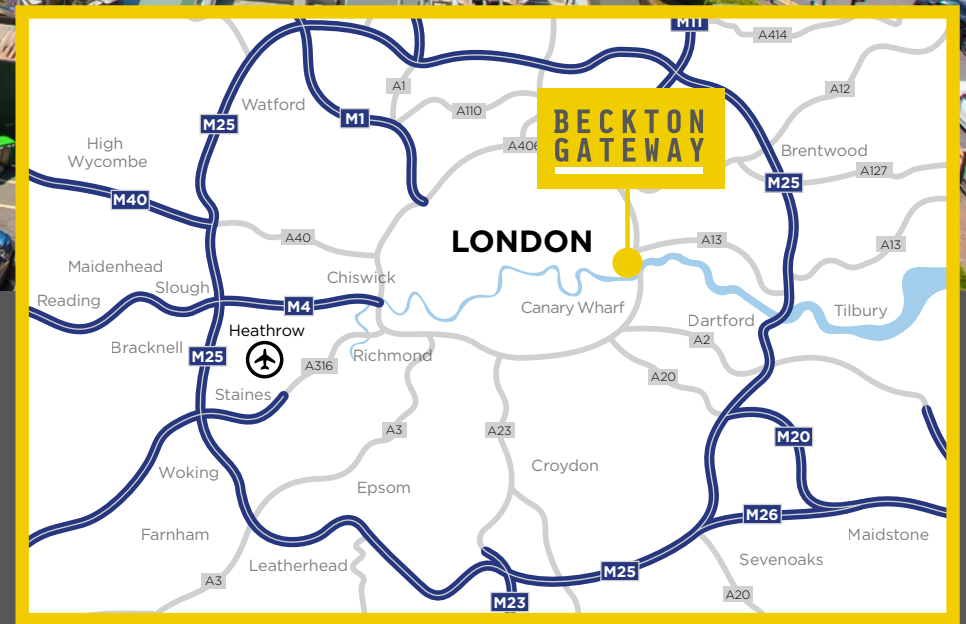 M11
A414
A1
A12
Watford
A110
M1
M25
BECKTON
GATEWAY
High
Wycombe
A406
Brentwood
A127
M25
M40
A40
LONDON
A13
A13
Maidenhead
Chiswick
Slough
Reading
M4
Canary Wharf
Tilbury
Dartford
Heathrow
Bracknell
M25
A2
Richmond
A316
A20
Staines
A3
A23
M20
Croydon
Woking
Epsom
M26
Farnham
Maidstone
Leatherhead
Sevenoaks
M25
A3
A20
M23